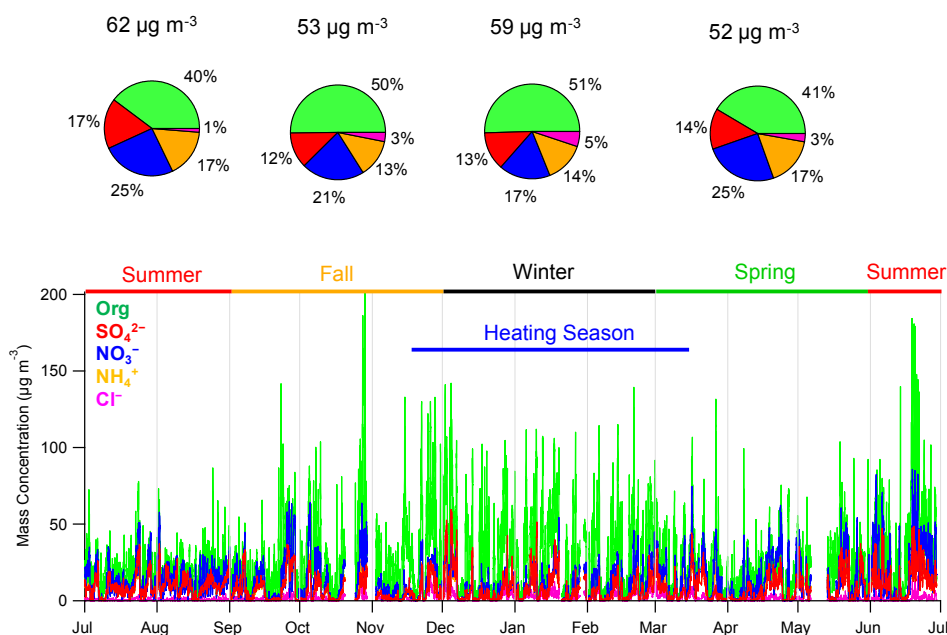 62 µg m-3 53 µg m-3 59 µg m-3 52 µg m-3
40% 17% 1% 17% 25%
50% 12% 3% 13% 21%
51% 13% 5% 14% 17%
41% 14% 3% 17% 25%
Summer Fall Winter Spring Summer
200
Org
SO₄²⁻
NO₃⁻
NH₄⁺
Cl⁻
Heating Season
150
100
50
0
Mass Concentration (µg m-3)
Jul Aug Sep Oct Nov Dec Jan Feb Mar Apr May Jun Jul